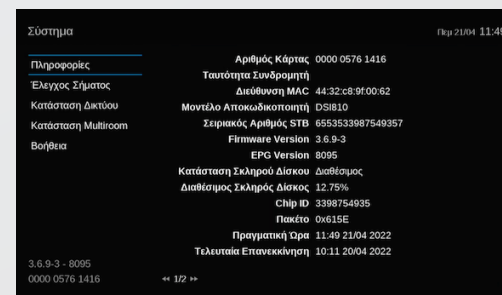 Σύστημα
Πεμ 21/04 11:49
Πληροφορίες
Έλεγχος Σήματος
Κατάσταση Δικτύου
Κατάσταση Multiroom
Βοήθεια
Αριθμός Κάρτας 0000 0576 1416
Ταυτότητα Συνδρομητή
Διεύθυνση MAC 44:32:c8:9f:00:62
Μοντέλο Αποκωδικοποιητή DSI810
Σειριακός Αριθμός STB 6553533987549357
Firmware Version 3.6.9-3
EPG Version 8095
Κατάσταση Σκληρού Δίσκου Διαθέσιμος
Διαθέσιμος Σκληρός Δίσκος 12.75%
Chip ID 3398754935
Πακέτο 0x615E
Πραγματική Ώρα 11:49 21/04 2022
Τελευταία Επανεκκίνηση 10:11 20/04 2022
3.6.9-3 - 8095
0000 0576 1416
1/2